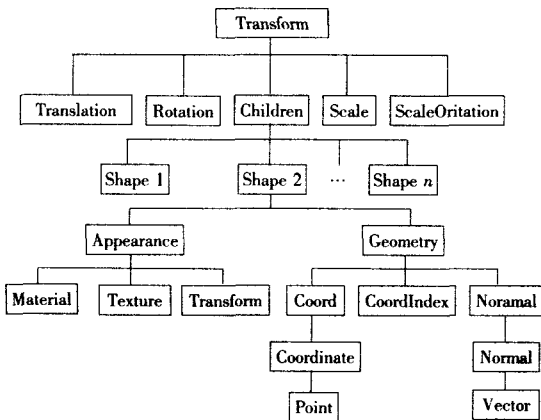 Transform
Translation Rotation Children Scale ScaleOritation
Shape 1 Shape 2 ... Shape n
Appearance Geometry
Material Texture Transform Coord CoordIndex Noramal
Coordinate Normal
Point Vector